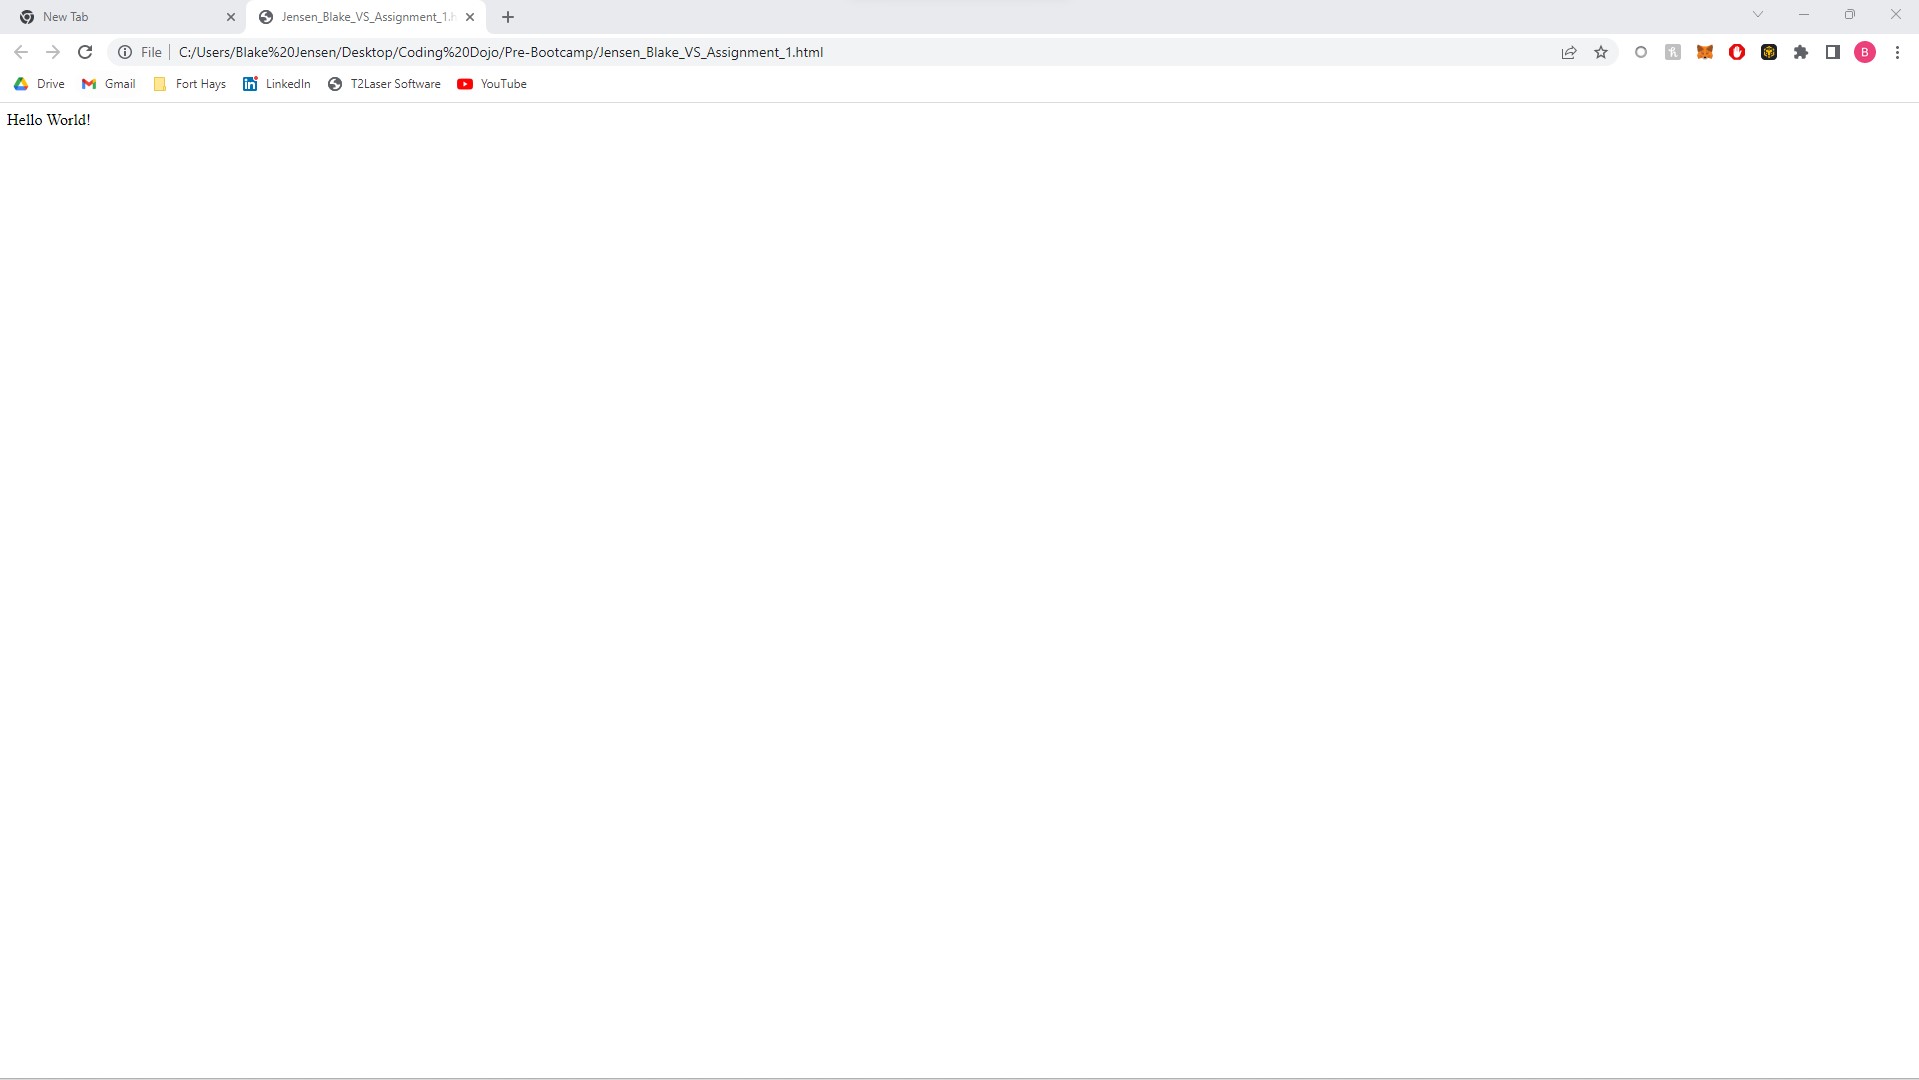 New Tab
Jensen_Blake_VS_Assignment_1.h
File
C:/Users/Blake%20Jensen/Desktop/Coding%20Dojo/Pre-Bootcamp/Jensen_Blake_VS_Assignment_1.html
B
Drive
Gmail
Fort Hays
in
LinkedIn
T2Laser Software
YouTube
Hello World!